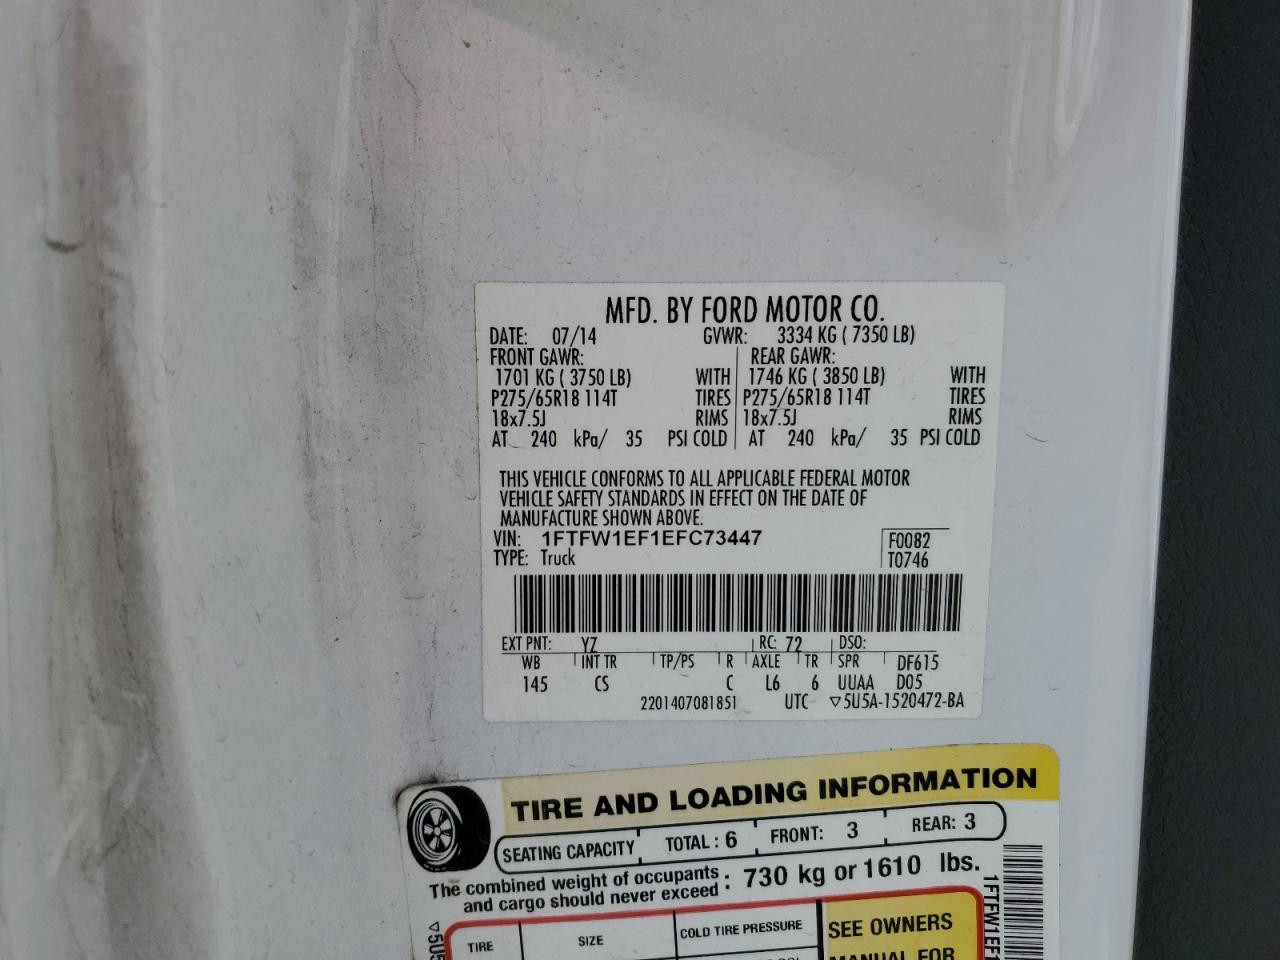 MFD. BY FORD MOTOR CO.
DATE: 07/14 GVWR: 3334 KG ( 7350 LB)
FRONT GAWR: REAR GAWR:
1701 KG ( 3750 LB) WITH 1746 KG ( 3850 LB) WITH
P275/65R18 114T TIRES P275/65R18 114T TIRES
18x7.5J RIMS 18x7.5J RIMS
AT 240 kPa/ 35 PSI COLD AT 240 kPa/ 35 PSI COLD
THIS VEHICLE CONFORMS TO ALL APPLICABLE FEDERAL MOTOR
VEHICLE SAFETY STANDARDS IN EFFECT ON THE DATE OF
MANUFACTURE SHOWN ABOVE.
VIN: 1FTFW1EF1EFC73447 F0082
TYPE: Truck T0746
EXT PNT: YZ RC: 72 DSO:
WB INT TR TP/PS R AXLE TR SPR DF615
145 CS C L6 6 UUAA D05
2201407081851 UTC ▽5U5A-1520472-BA
TIRE AND LOADING INFORMATION
SEATING CAPACITY TOTAL : 6 FRONT: 3 REAR: 3
The combined weight of occupants
and cargo should never exceed : 730 kg or 1610 lbs.
TIRE SIZE COLD TIRE PRESSURE SEE OWNERS
MANUAL FOR
▽5U5
1FTFW1EF1